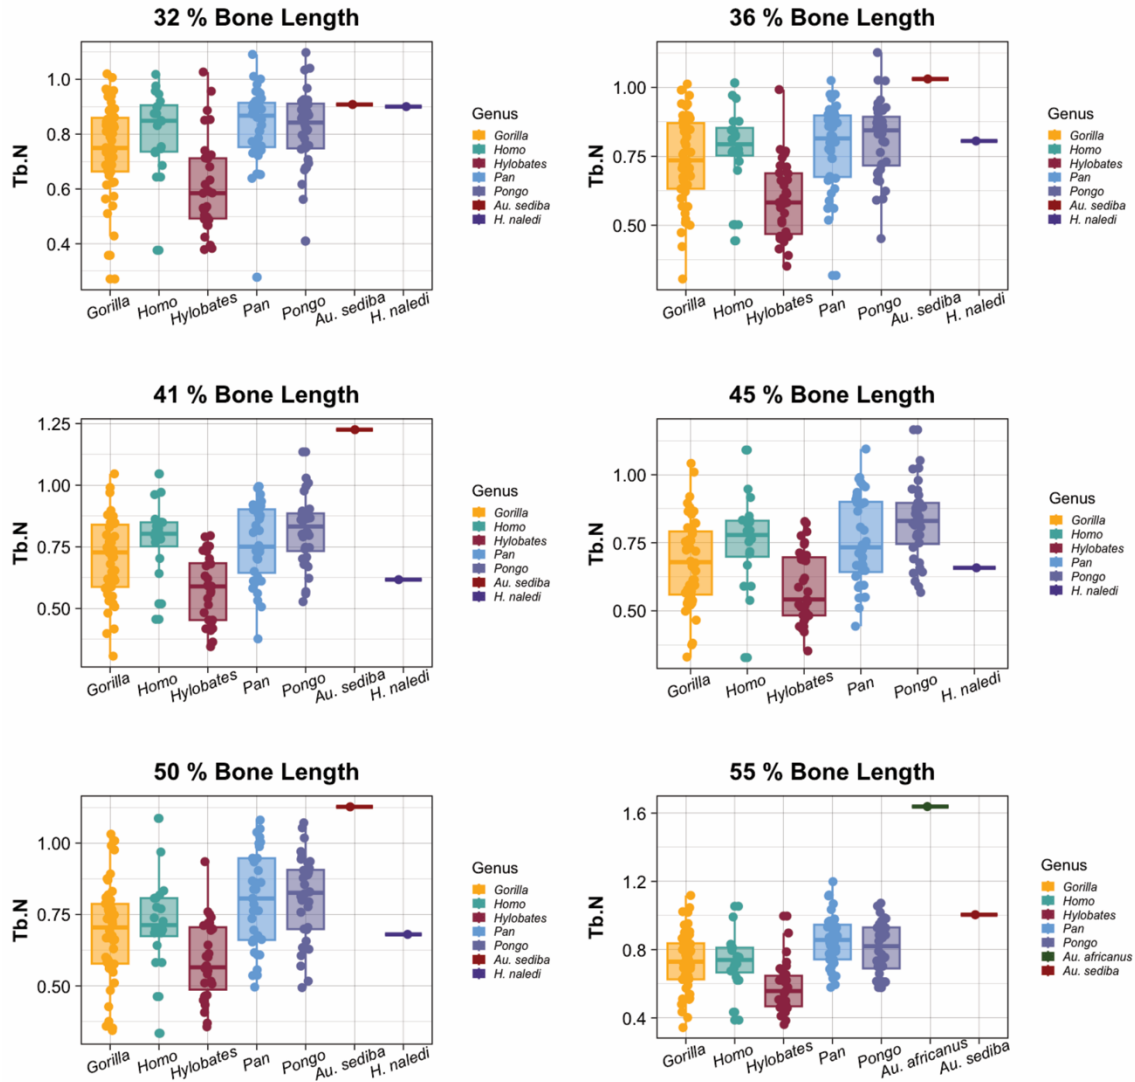 32 % Bone Length
Tb.N
1.0
0.8
0.6
0.4
Gorilla
Homo
Hylobates
Pan
Pongo
Au. sediba
H. naledi
Genus
Gorilla
Homo
Hylobates
Pan
Pongo
Au. sediba
H. naledi
36 % Bone Length
Tb.N
1.00
0.75
0.50
Gorilla
Homo
Hylobates
Pan
Pongo
Au. sediba
H. naledi
Genus
Gorilla
Homo
Hylobates
Pan
Pongo
Au. sediba
H. naledi
41 % Bone Length
Tb.N
1.25
1.00
0.75
0.50
Gorilla
Homo
Hylobates
Pan
Pongo
Au. sediba
H. naledi
Genus
Gorilla
Homo
Hylobates
Pan
Pongo
Au. sediba
H. naledi
45 % Bone Length
Tb.N
1.00
0.75
0.50
Gorilla
Homo
Hylobates
Pan
Pongo
H. naledi
Genus
Gorilla
Homo
Hylobates
Pan
Pongo
H. naledi
50 % Bone Length
Tb.N
1.00
0.75
0.50
Gorilla
Homo
Hylobates
Pan
Pongo
Au. sediba
H. naledi
Genus
Gorilla
Homo
Hylobates
Pan
Pongo
Au. sediba
H. naledi
55 % Bone Length
Tb.N
1.6
1.2
0.8
0.4
Gorilla
Homo
Hylobates
Pan
Pongo
Au. africanus
Au. sediba
Genus
Gorilla
Homo
Hylobates
Pan
Pongo
Au. africanus
Au. sediba